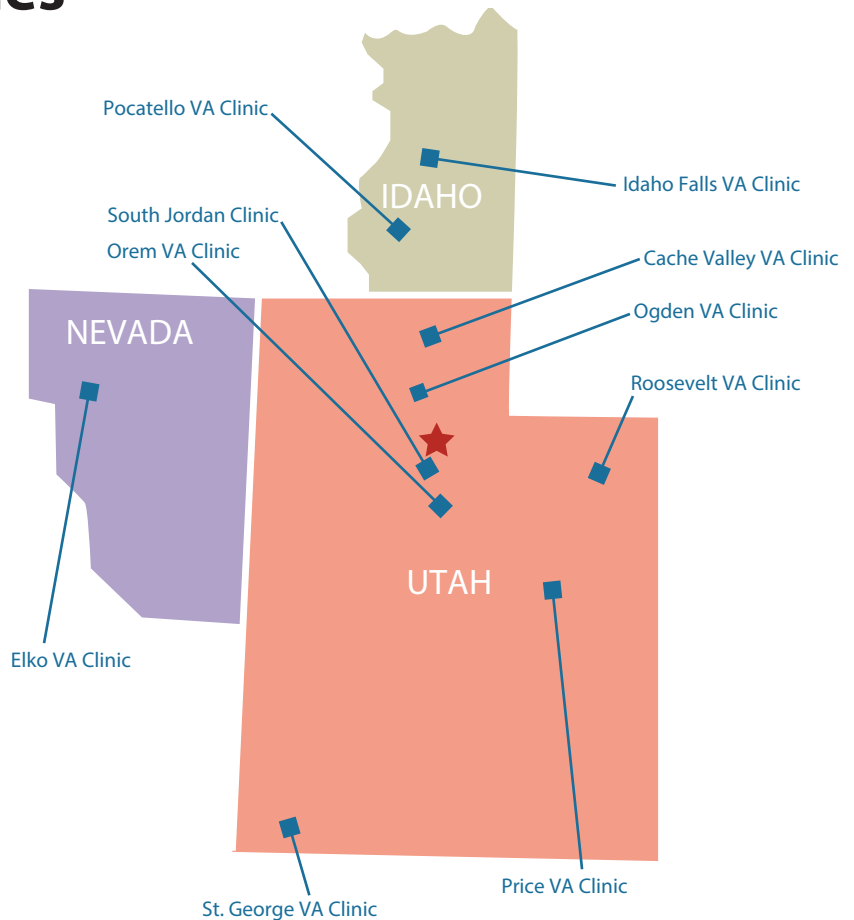 Pocatello VA Clinic
Idaho Falls VA Clinic
IDAHO
South Jordan Clinic
Orem VA Clinic
Cache Valley VA Clinic
Ogden VA Clinic
NEVADA
Roosevelt VA Clinic
UTAH
Elko VA Clinic
Price VA Clinic
St. George VA Clinic